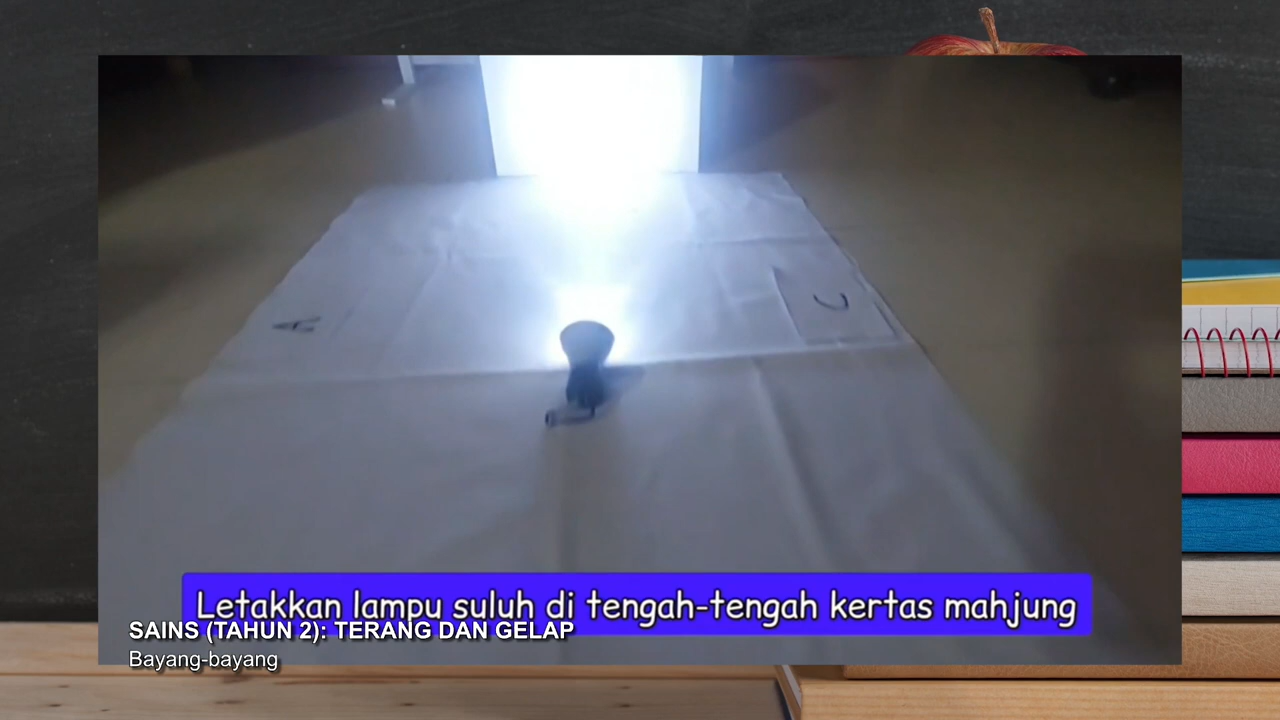 A
C
Letakkan lampu suluh di tengah-tengah kertas mahjung
SAINS (TAHUN 2): TERANG DAN GELAP
Bayang-bayang